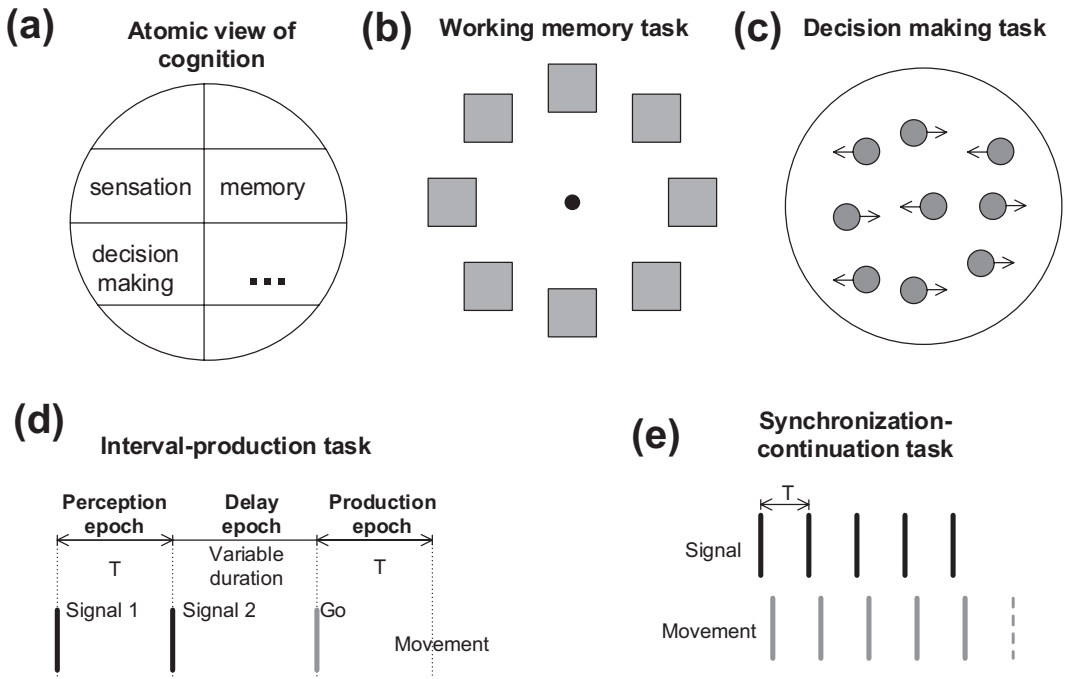 (a)
Atomic view of
cognition
sensation
memory
decision
making
...
(b)
Working memory task
(c)
Decision making task
(d)
Interval-production task
Perception
epoch
Delay
epoch
Production
epoch
T
Variable
duration
T
Signal 1
Signal 2
Go
Movement
(e)
Synchronization-
continuation task
T
Signal
Movement